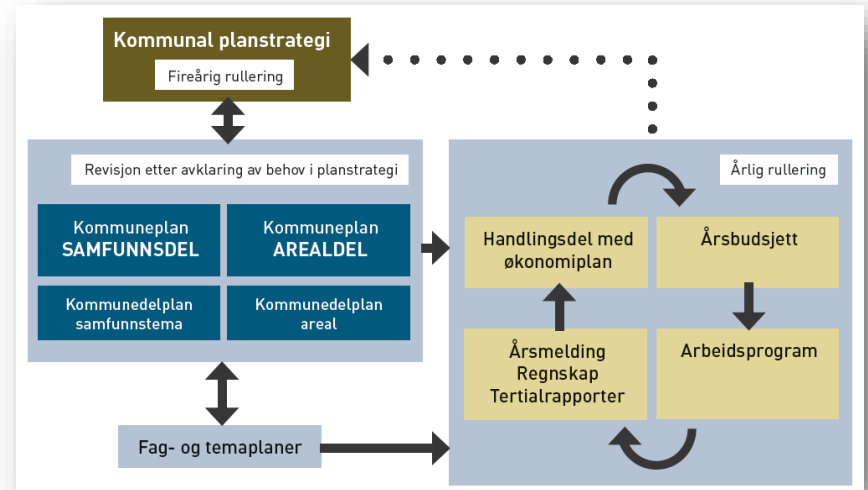 Kommunal planstrategi
Fireårig rullering
Revisjon etter avklaring av behov i planstrategi
Kommuneplan
SAMFUNNSDEL
Kommuneplan
AREALDEL
Kommunedelplan
samfunnstema
Kommunedelplan
areal
Fag- og temaplaner
Årlig rullering
Handlingsdel med
økonomiplan
Årsbudsjett
Årsmelding
Regnskap
Tertialrapporter
Arbeidsprogram